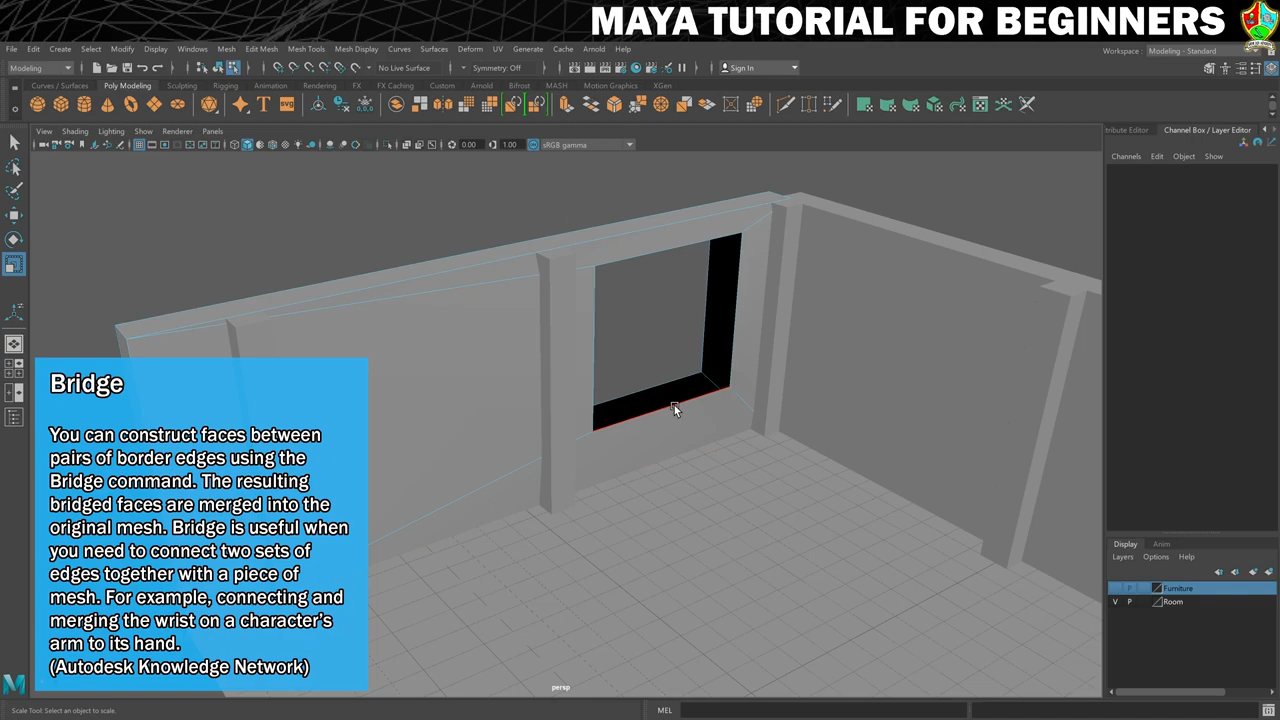 MAYA TUTORIAL FOR BEGINNERS
File Edit Create Select Modify Display Windows Mesh Edit Mesh Mesh Tools Mesh Display Curves Surfaces Deform UV Generate Cache Arnold Help
Workspace : Modeling - Standard
Modeling No Live Surface Symmetry: Off Sign In
Curves / Surfaces Poly Modeling Sculpting Rigging Animation Rendering FX FX Caching Custom Arnold Bifrost MASH Motion Graphics XGen
View Shading Lighting Show Renderer Panels
tribute Editor Channel Box / Layer Editor
0.00 1.00 sRGB gamma
Channels Edit Object Show
Bridge
You can construct faces between
pairs of border edges using the
Bridge command. The resulting
bridged faces are merged into the
original mesh. Bridge is useful when
you need to connect two sets of
edges together with a piece of
mesh. For example, connecting and
merging the wrist on a character's
arm to its hand.
(Autodesk Knowledge Network)
persp
Display Anim
Layers Options Help
P Furniture
V P Room
Scale Tool: Select an object to scale.
MEL